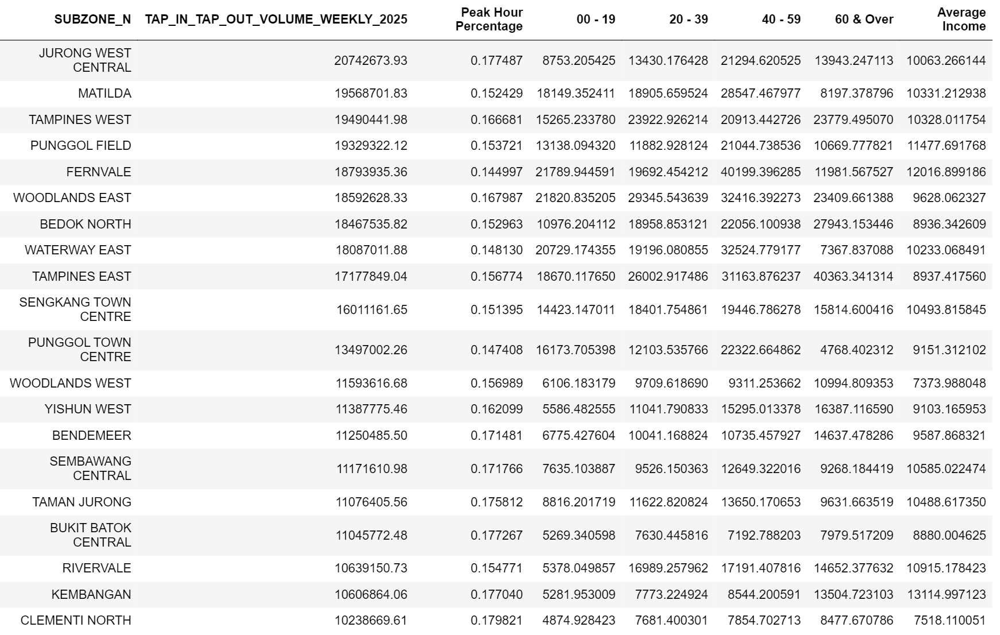 SUBZONE_N TAP_IN_TAP_OUT_VOLUME_WEEKLY_2025 Peak Hour Percentage 00 - 19 20 - 39 40 - 59 60 & Over Average Income
JURONG WEST CENTRAL 20742673.93 0.177487 8753.205425 13430.176428 21294.620525 13943.247113 10063.266144
MATILDA 19568701.83 0.152429 18149.352411 18905.659524 28547.467977 8197.378796 10331.212938
TAMPINES WEST 19490441.98 0.166681 15265.233780 23922.926214 20913.442726 23779.495070 10328.011754
PUNGGOL FIELD 19329322.12 0.153721 13138.094320 11882.928124 21044.738536 10669.777821 11477.691768
FERNVALE 18793935.36 0.144997 21789.944591 19692.454212 40199.396285 11981.567527 12016.899186
WOODLANDS EAST 18592628.33 0.167987 21820.835205 29345.543639 32416.392273 23409.661388 9628.062327
BEDOK NORTH 18467535.82 0.152963 10976.204112 18958.853121 22056.100938 27943.153446 8936.342609
WATERWAY EAST 18087011.88 0.148130 20729.174355 19196.080855 32524.779177 7367.837088 10233.068491
TAMPINES EAST 17177849.04 0.156774 18670.117650 26002.917486 31163.876237 40363.341314 8937.417560
SENGKANG TOWN CENTRE 16011161.65 0.151395 14423.147011 18401.754861 19446.786278 15814.600416 10493.815845
PUNGGOL TOWN CENTRE 13497002.26 0.147408 16173.705398 12103.535766 22322.664862 4768.402312 9151.312102
WOODLANDS WEST 11593616.68 0.156989 6106.183179 9709.618690 9311.253662 10994.809353 7373.988048
YISHUN WEST 11387775.46 0.162099 5586.482555 11041.790833 15295.013378 16387.116590 9103.165953
BENDEMEER 11250485.50 0.171481 6775.427604 10041.168824 10735.457927 14637.478286 9587.868321
SEMBAWANG CENTRAL 11171610.98 0.171766 7635.103887 9526.150363 12649.322016 9268.184419 10585.022474
TAMAN JURONG 11076405.56 0.175812 8816.201719 11622.820824 13650.170653 9631.663519 10488.617350
BUKIT BATOK CENTRAL 11045772.48 0.177267 5269.340598 7630.445816 7192.788203 7979.517209 8880.004625
RIVERVALE 10639150.73 0.154771 5378.049857 16989.257962 17191.407816 14652.377632 10915.178423
KEMBANGAN 10606864.06 0.177040 5281.953009 7773.224924 8544.200591 13504.723103 13114.997123
CLEMENTI NORTH 10238669.61 0.179821 4874.928423 7681.400301 7854.702713 8477.670786 7518.110051